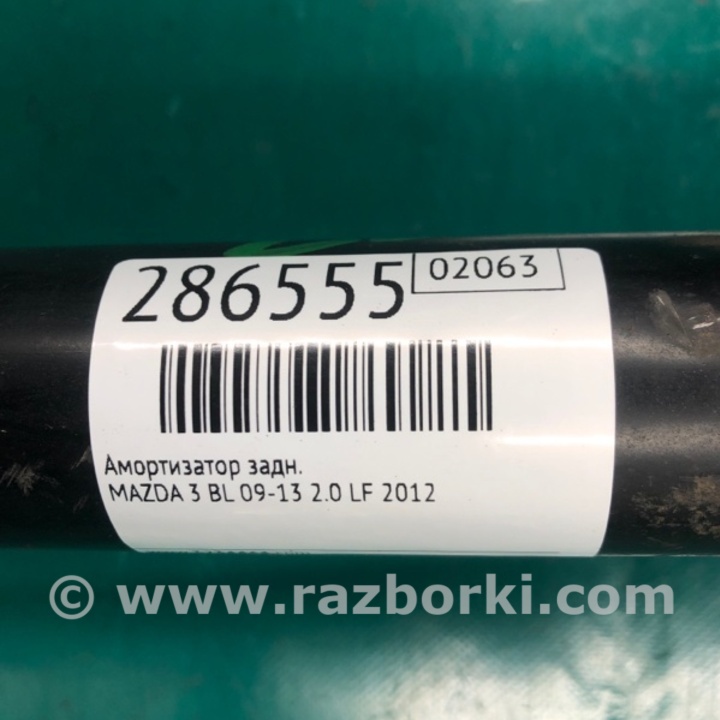 286555
02063
Амортизатор задн.
MAZDA 3 BL 09-13 2.0 LF 2012
© www.razborki.com